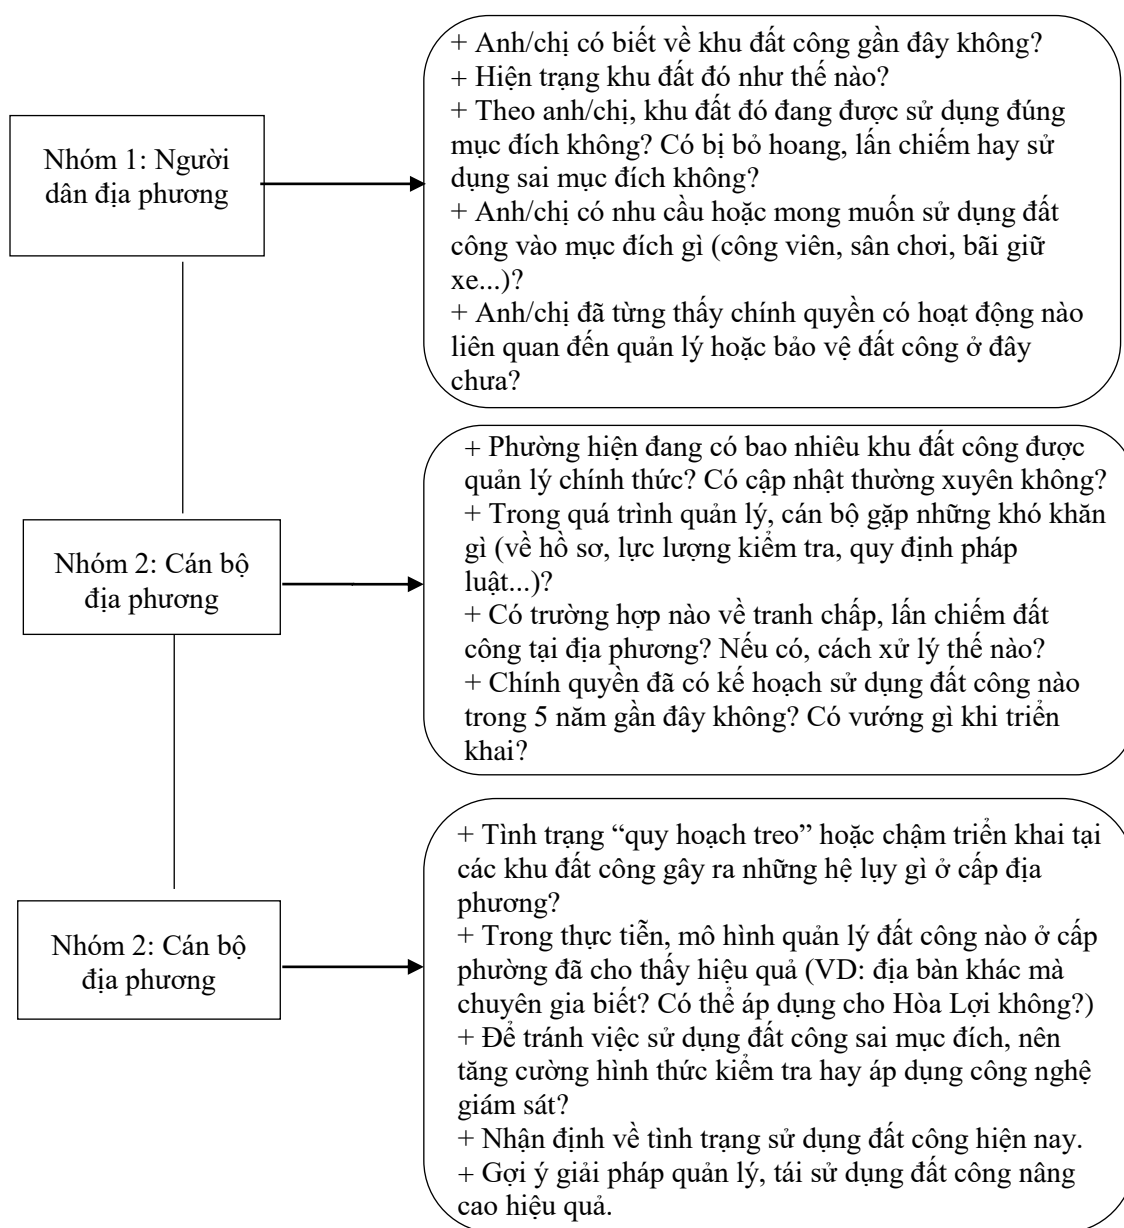 Nhóm 1: Người
dân địa phương
+ Anh/chị có biết về khu đất công gần đây không?
+ Hiện trạng khu đất đó như thế nào?
+ Theo anh/chị, khu đất đó đang được sử dụng đúng
mục đích không? Có bị bỏ hoang, lấn chiếm hay sử
dụng sai mục đích không?
+ Anh/chị có nhu cầu hoặc mong muốn sử dụng đất
công vào mục đích gì (công viên, sân chơi, bãi giữ
xe...)?
+ Anh/chị đã từng thấy chính quyền có hoạt động nào
liên quan đến quản lý hoặc bảo vệ đất công ở đây
chưa?
Nhóm 2: Cán bộ
địa phương
+ Phường hiện đang có bao nhiêu khu đất công được
quản lý chính thức? Có cập nhật thường xuyên không?
+ Trong quá trình quản lý, cán bộ gặp những khó khăn
gì (về hồ sơ, lực lượng kiểm tra, quy định pháp
luật...)?
+ Có trường hợp nào về tranh chấp, lấn chiếm đất
công tại địa phương? Nếu có, cách xử lý thế nào?
+ Chính quyền đã có kế hoạch sử dụng đất công nào
trong 5 năm gần đây không? Có vướng gì khi triển
khai?
Nhóm 2: Cán bộ
địa phương
+ Tình trạng “quy hoạch treo” hoặc chậm triển khai tại
các khu đất công gây ra những hệ lụy gì ở cấp địa
phương?
+ Trong thực tiễn, mô hình quản lý đất công nào ở cấp
phường đã cho thấy hiệu quả (VD: địa bàn khác mà
chuyên gia biết? Có thể áp dụng cho Hòa Lợi không?)
+ Để tránh việc sử dụng đất công sai mục đích, nên
tăng cường hình thức kiểm tra hay áp dụng công nghệ
giám sát?
+ Nhận định về tình trạng sử dụng đất công hiện nay.
+ Gợi ý giải pháp quản lý, tái sử dụng đất công nâng
cao hiệu quả.